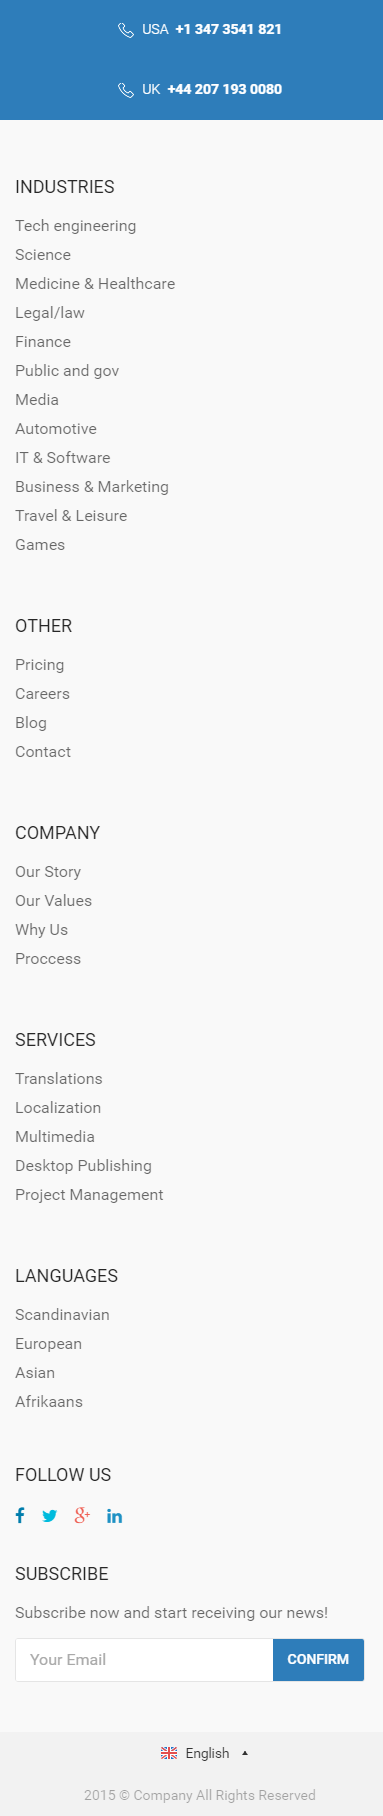 USA +1 347 3541 821
UK +44 207 193 0080
INDUSTRIES
Tech engineering
Science
Medicine & Healthcare
Legal/law
Finance
Public and gov
Media
Automotive
IT & Software
Business & Marketing
Travel & Leisure
Games
OTHER
Pricing
Careers
Blog
Contact
COMPANY
Our Story
Our Values
Why Us
Proccess
SERVICES
Translations
Localization
Multimedia
Desktop Publishing
Project Management
LANGUAGES
Scandinavian
European
Asian
Afrikaans
FOLLOW US
SUBSCRIBE
Subscribe now and start receiving our news!
Your Email CONFIRM
English
2015 © Company All Rights Reserved